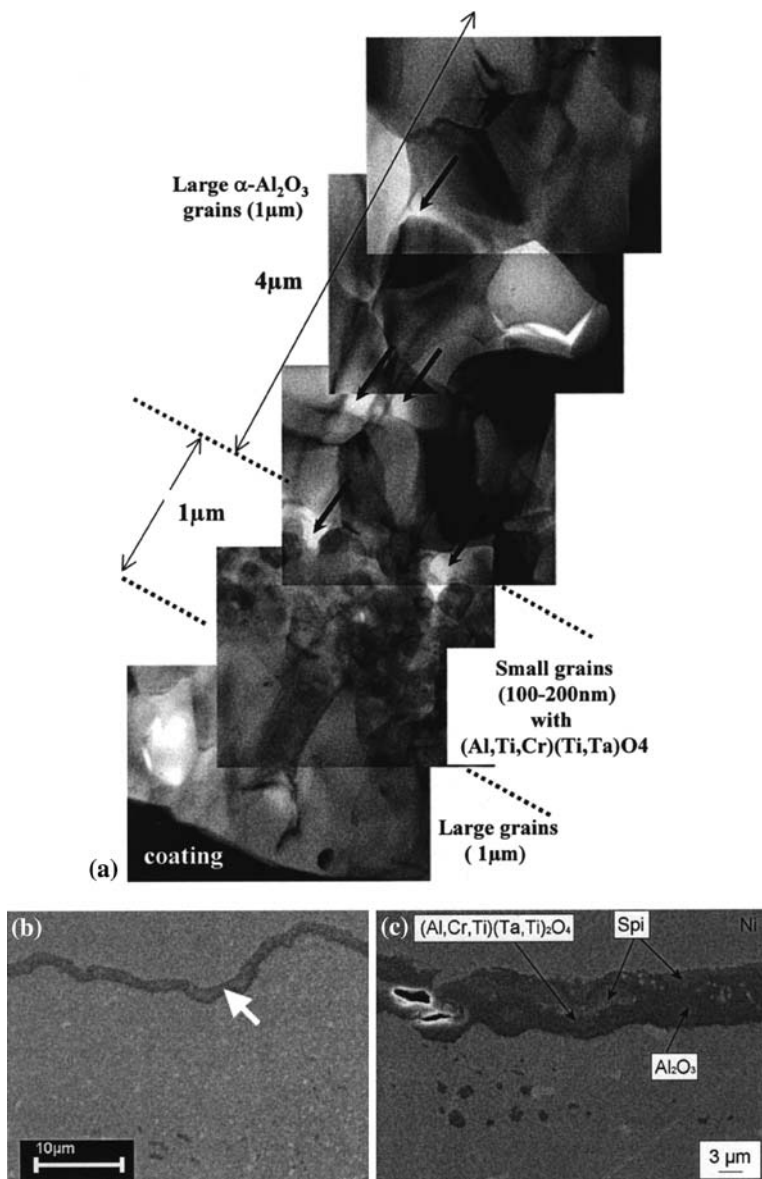 Large α-Al₂O₃
grains (1µm)
4µm
1µm
Small grains
(100-200nm)
with
(Al,Ti,Cr)(Ti,Ta)O4
Large grains
( 1µm)
coating
(a)
(b)
10µm
(c)
(Al,Cr,Ti)(Ta,Ti)₂O₄
Spi
Ni
Al₂O₃
3 µm